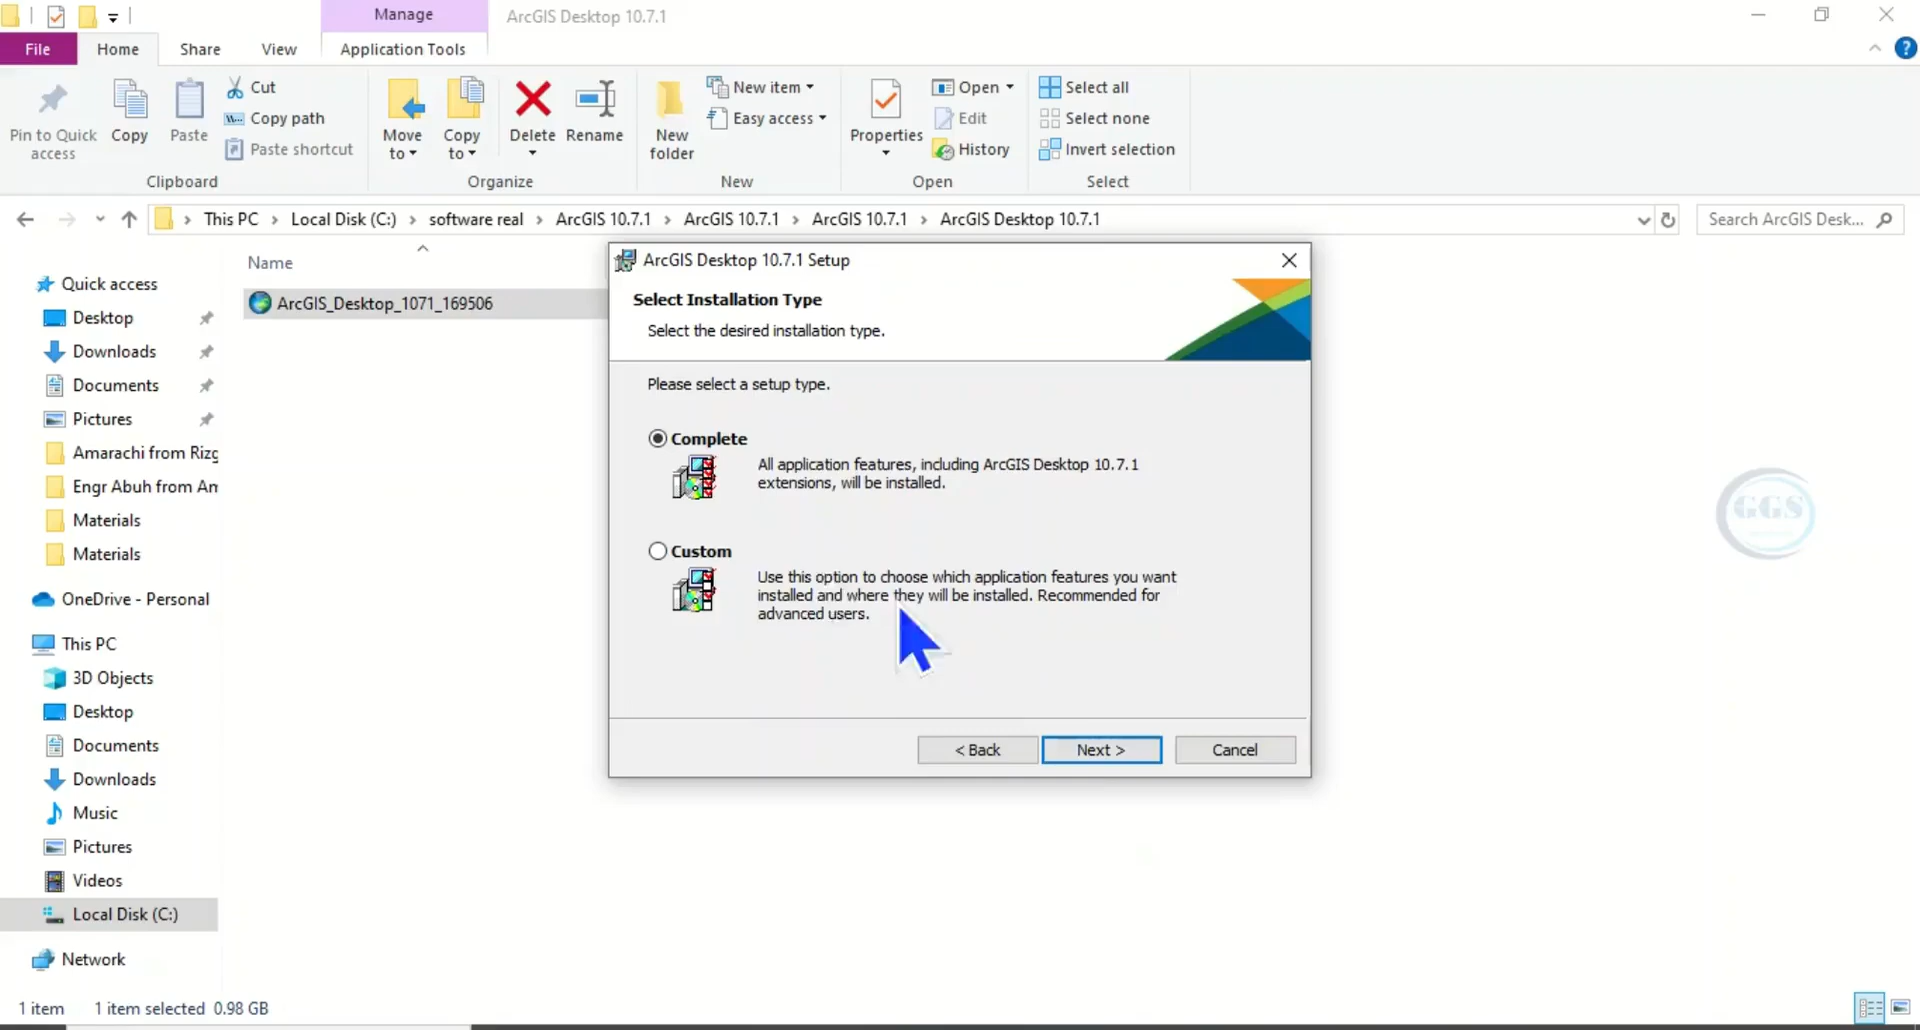 Manage
ArcGIS Desktop 10.7.1
File
Home
Share
View
Application Tools
Pin to Quick access
Copy
Paste
Cut
Copy path
Paste shortcut
Move to
Copy to
Delete
Rename
New folder
New item
Easy access
Properties
Open
Edit
History
Select all
Select none
Invert selection
Clipboard
Organize
New
Open
Select
This PC
Local Disk (C:)
software real
ArcGIS 10.7.1
ArcGIS 10.7.1
ArcGIS 10.7.1
ArcGIS Desktop 10.7.1
Search ArcGIS Desk...
Name
ArcGIS_Desktop_1071_169506
Quick access
Desktop
Downloads
Documents
Pictures
Amarachi from Rizg
Engr Abuh from An
Materials
Materials
OneDrive - Personal
This PC
3D Objects
Desktop
Documents
Downloads
Music
Pictures
Videos
Local Disk (C:)
Network
1 item
1 item selected 0.98 GB
ArcGIS Desktop 10.7.1 Setup
Select Installation Type
Select the desired installation type.
Please select a setup type.
Complete
All application features, including ArcGIS Desktop 10.7.1
extensions, will be installed.
Custom
Use this option to choose which application features you want
installed and where they will be installed. Recommended for
advanced users.
< Back
Next >
Cancel
GGS